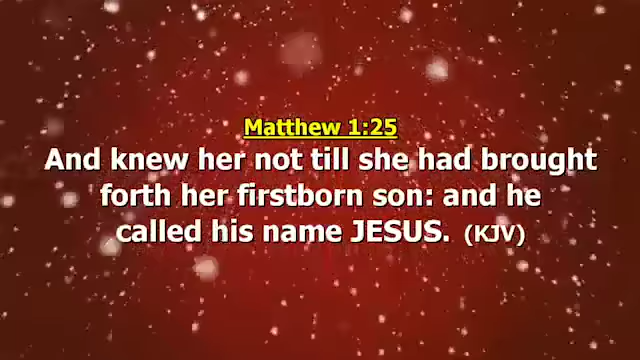 Matthew 1:25
And knew her not till she had brought
forth her firstborn son: and he
called his name JESUS. (KJV)